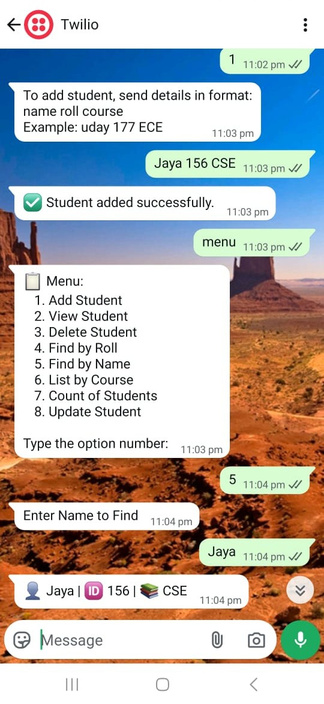 Twilio
1 11:02 pm
To add student, send details in format:
name roll course
Example: uday 177 ECE
11:03 pm
Jaya 156 CSE 11:03 pm
✅ Student added successfully. 11:03 pm
menu 11:03 pm
📋 Menu:
1. Add Student
2. View Student
3. Delete Student
4. Find by Roll
5. Find by Name
6. List by Course
7. Count of Students
8. Update Student
Type the option number: 11:03 pm
5 11:04 pm
Enter Name to Find 11:04 pm
Jaya 11:04 pm
👤 Jaya | 🆔 156 | 📚 CSE 11:04 pm
Message